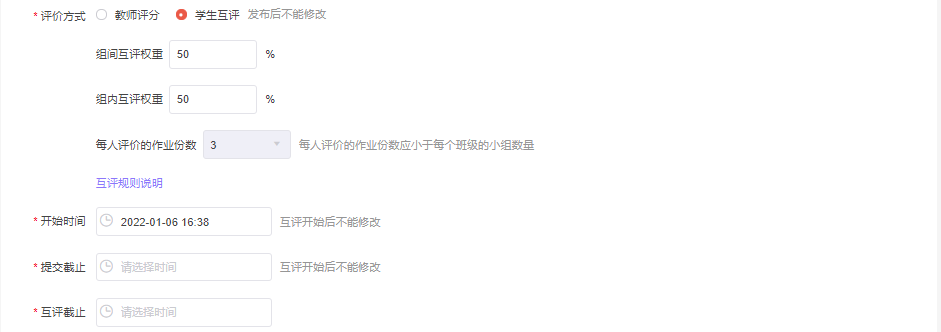 * 评价方式 教师评分 学生互评 发布后不能修改
组间互评权重 50 %
组内互评权重 50 %
每人评价的作业份数 3 每人评价的作业份数应小于每个班级的小组数量
互评规则说明
* 开始时间 2022-01-06 16:38 互评开始后不能修改
* 提交截止 请选择时间 互评开始后不能修改
* 互评截止 请选择时间